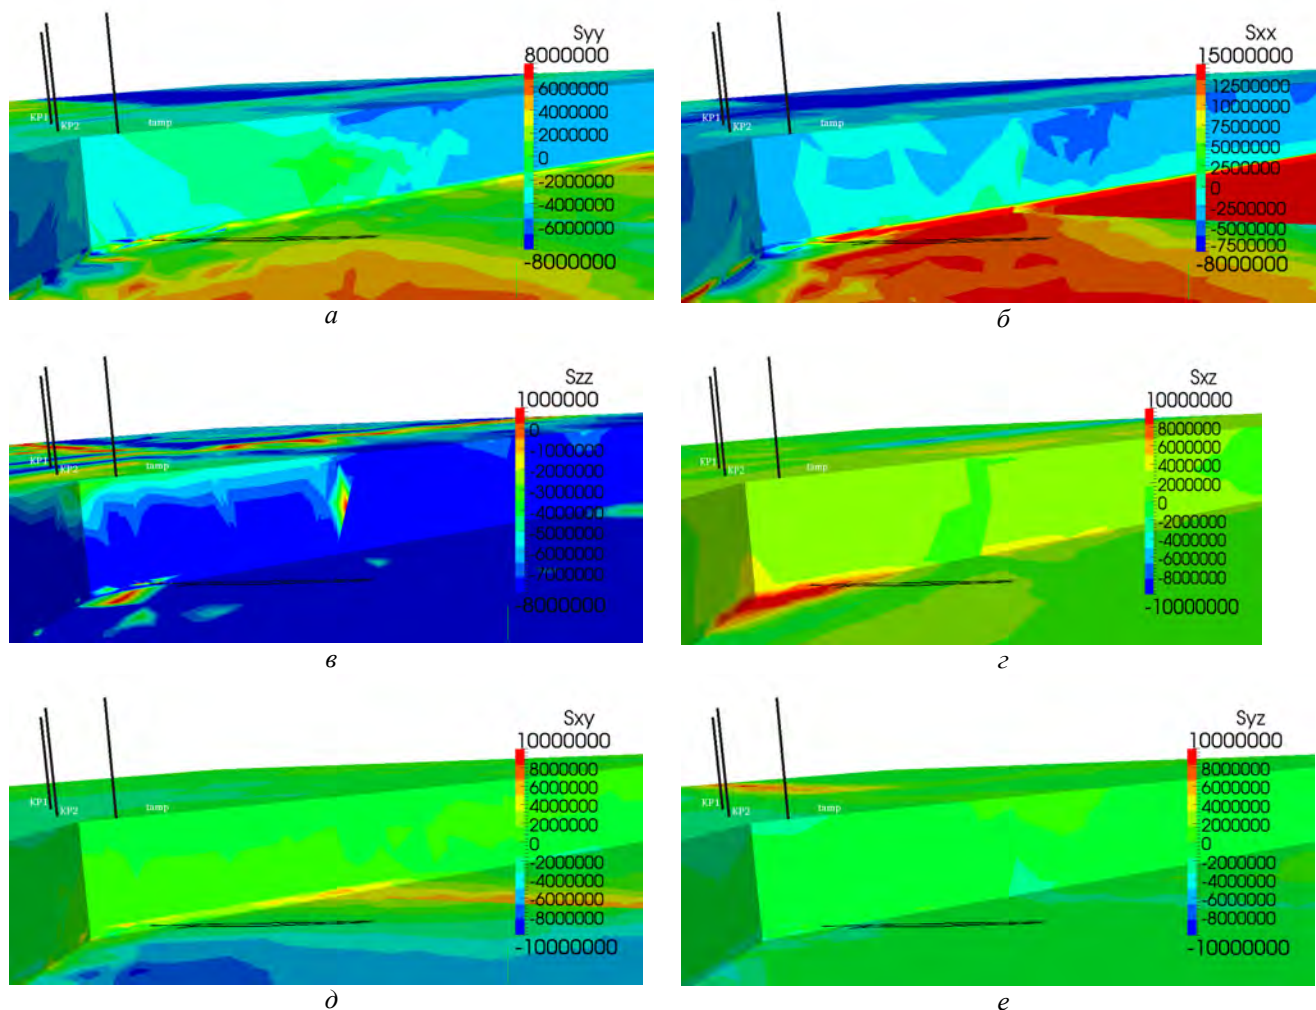 Syy
8000000
6000000
4000000
2000000
0
-2000000
-4000000
-6000000
-8000000
KP1
KP2
tamp
а
Sxx
15000000
12500000
10000000
7500000
5000000
2500000
0
-2500000
-5000000
-7500000
-8000000
KP1
KP2
tamp
б
Szz
1000000
0
-1000000
-2000000
-3000000
-4000000
-5000000
-6000000
-7000000
-8000000
KP1
KP2
tamp
в
Sxz
10000000
8000000
6000000
4000000
2000000
0
-2000000
-4000000
-6000000
-8000000
-10000000
KP1
KP2
tamp
г
Sxy
10000000
8000000
6000000
4000000
2000000
0
-2000000
-4000000
-6000000
-8000000
-10000000
KP1
KP2
tamp
д
Syz
10000000
8000000
6000000
4000000
2000000
0
-2000000
-4000000
-6000000
-8000000
-10000000
KP1
KP2
tamp
е